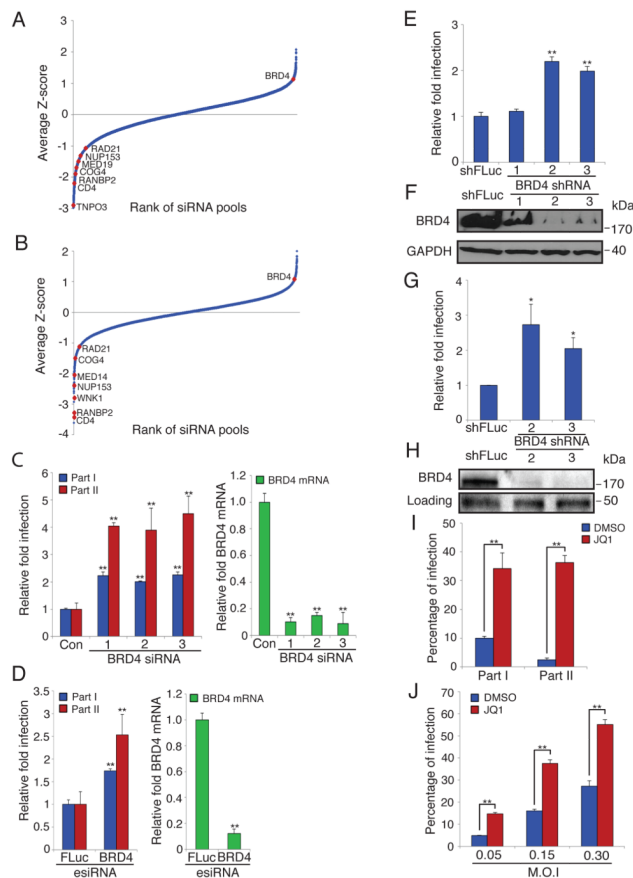 A
3
2
1
0
-1
-2
-3
Average Z-score
BRD4
RAD21
NUP153
MED19
COG4
RANBP2
CD4
TNPO3
Rank of siRNA pools
B
2
1
0
-1
-2
-3
-4
Average Z-score
BRD4
RAD21
COG4
MED14
NUP153
WNK1
RANBP2
CD4
Rank of siRNA pools
C
Part I
Part II
6
5
4
3
2
1
0
Relative fold infection
** ** ** ** ** **
Con 1 2 3
BRD4 siRNA
BRD4 mRNA
1.2
1.0
0.8
0.6
0.4
0.2
0
Relative fold BRD4 mRNA
** ** **
Con 1 2 3
BRD4 siRNA
D
Part I
Part II
3.5
3
2.5
2
1.5
1
0.5
0
Relative fold infection
** **
FLuc BRD4
esiRNA
BRD4 mRNA
1.2
1.0
0.8
0.6
0.4
0.2
0
Relative fold BRD4 mRNA
**
FLuc BRD4
esiRNA
E
3
2
1
0
Relative fold infection
** **
shFLuc 1 2 3
BRD4 shRNA
F
shFLuc 1 2 3
kDa
BRD4
-170
GAPDH
-40
G
4
3
2
1
0
Relative fold infection
* *
shFLuc 2 3
BRD4 shRNA
H
shFLuc 2 3
kDa
BRD4
-170
Loading
-50
I
DMSO
JQ1
50
40
30
20
10
0
Percentage of infection
** **
Part I Part II
J
DMSO
JQ1
60
50
40
30
20
10
0
Percentage of infection
** ** **
0.05 0.15 0.30
M.O.I